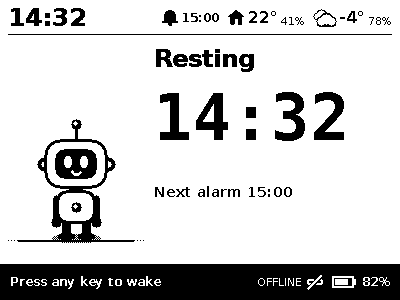 14:32 15:00 22° 41% -4° 78%
Resting
14:32
Next alarm 15:00
Press any key to wake OFFLINE 82%